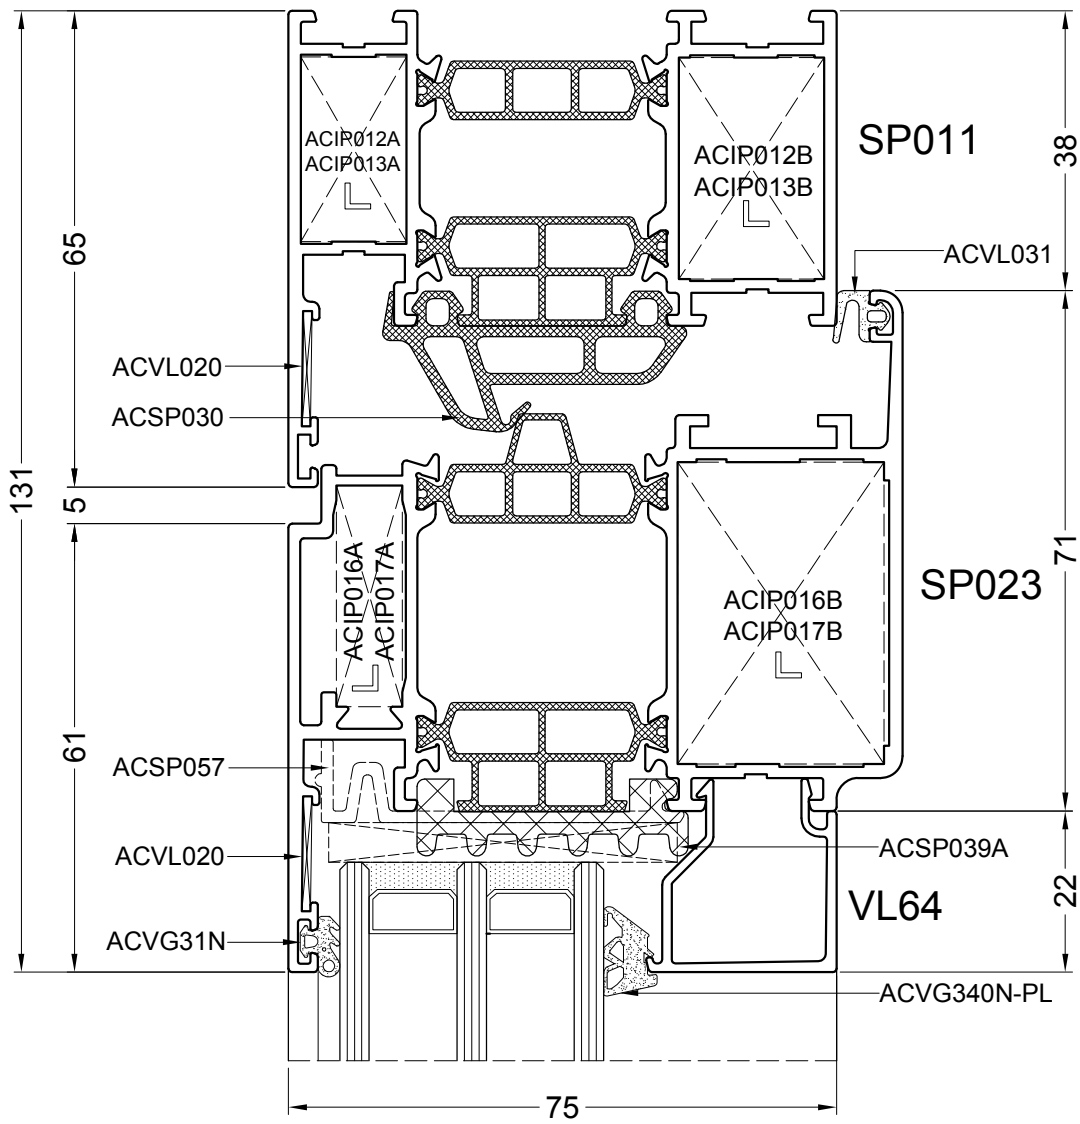 ACIP012A
ACIP013A
ACIP012B
ACIP013B
SP011
38
65
ACVL031
ACVL020
ACSP030
131
5
ACIP016A
ACIP017A
ACIP016B
ACIP017B
SP023
71
61
ACSP057
ACVL020
ACSP039A
VL64
22
ACVG31N
ACVG340N-PL
75